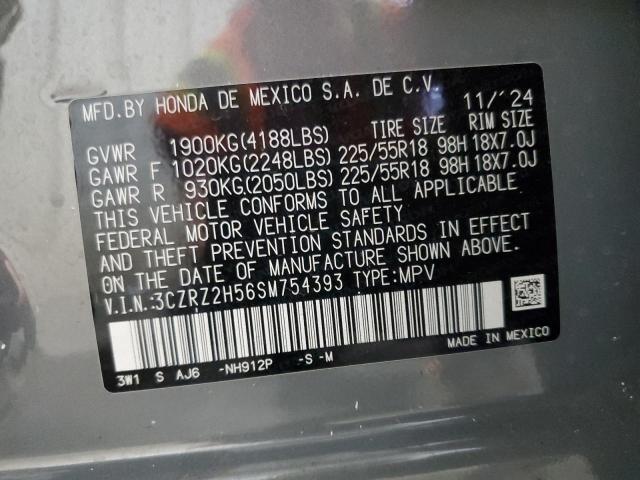 MFD.BY HONDA DE MEXICO S.A. DE C.V. 11/'24
GVWR 1900KG(4188LBS) TIRE SIZE RIM SIZE
GAWR F 1020KG(2248LBS) 225/55R18 98H 18X7.0J
GAWR R 930KG(2050LBS) 225/55R18 98H 18X7.0J
THIS VEHICLE CONFORMS TO ALL APPLICABLE
FEDERAL MOTOR VEHICLE SAFETY
AND THEFT PREVENTION STANDARDS IN EFFECT
ON THE DATE OF MANUFACTURE SHOWN ABOVE.
V.I.N.:3CZRZ2H56SM754393 TYPE:MPV
3W1 S AJ6 -NH912P -S -M
MADE IN MEXICO